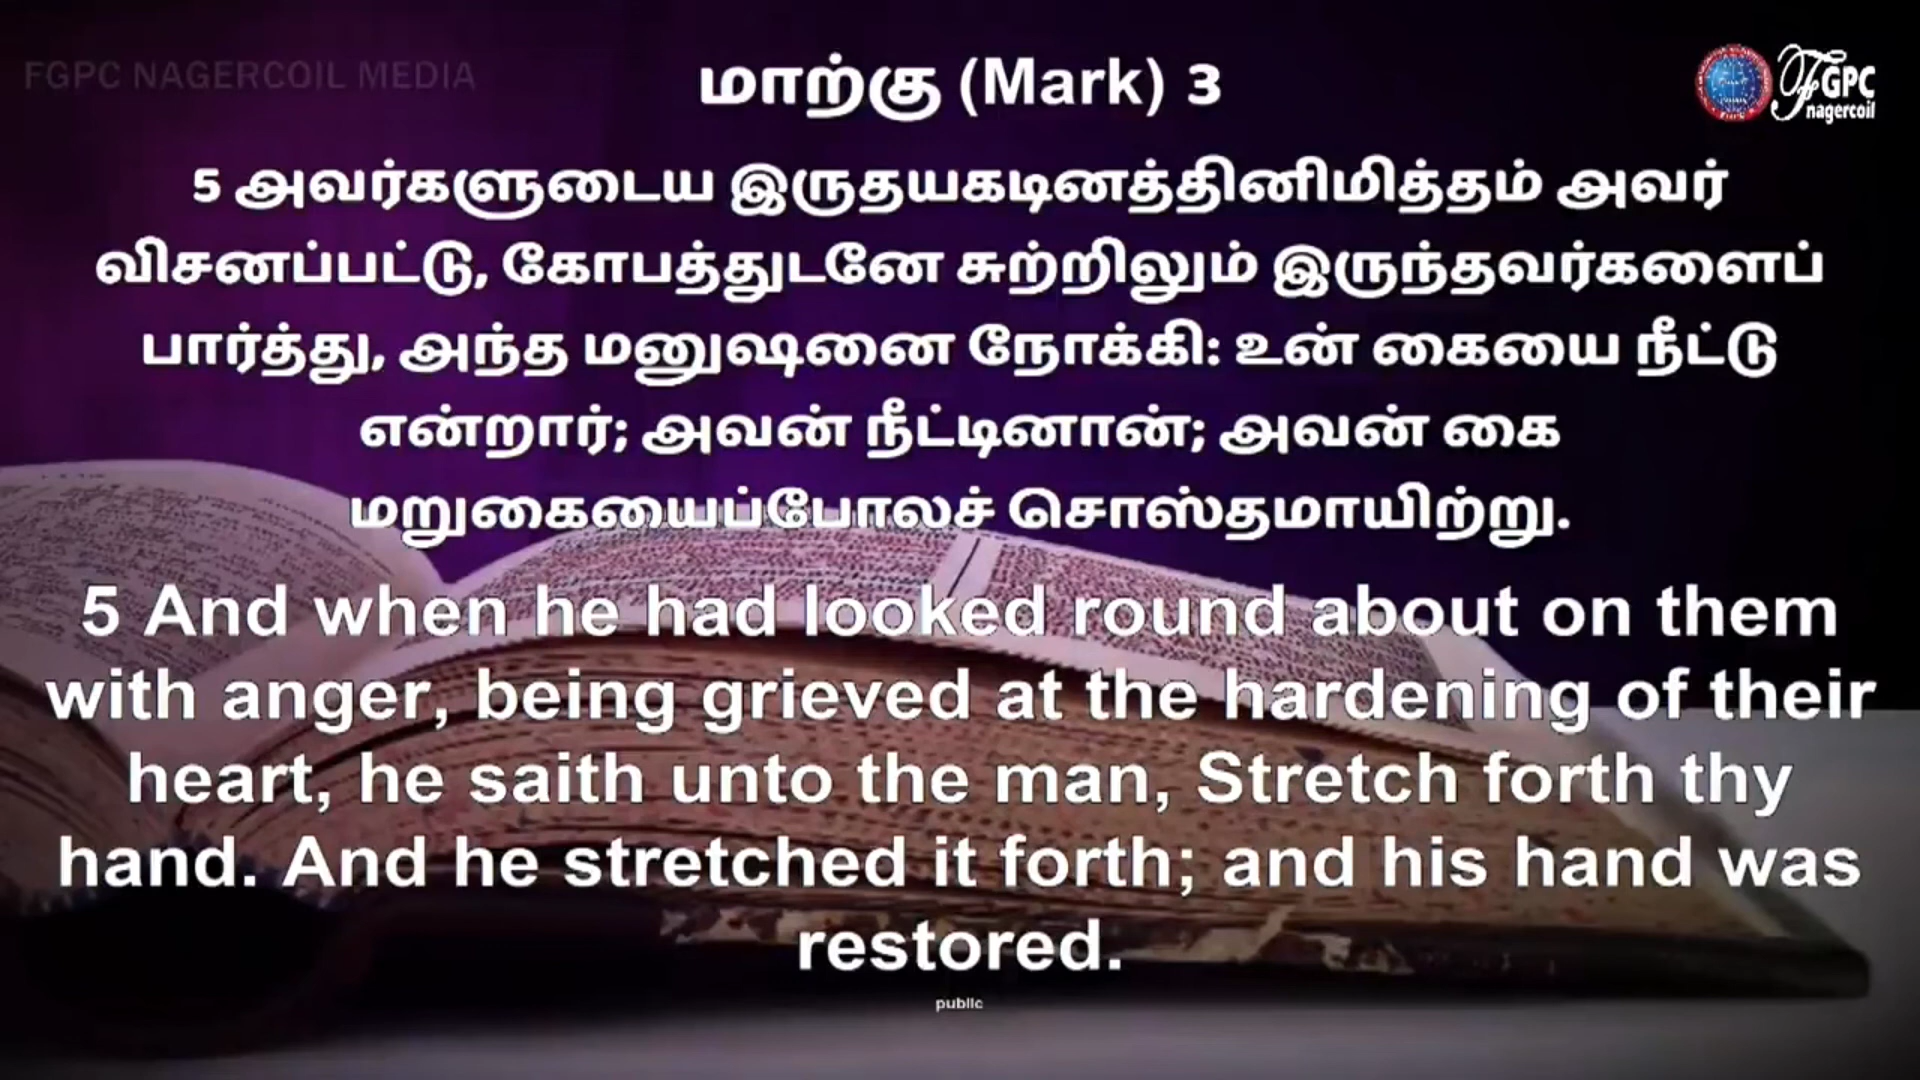 FGPC NAGERCOIL MEDIA
மாற்கு (Mark) 3
FGPC
nagercoil
5 அவர்களுடைய இருதயகடினத்தினிமித்தம் அவர்
விசனப்பட்டு, கோபத்துடனே சுற்றிலும் இருந்தவர்களைப்
பார்த்து, அந்த மனுஷனை நோக்கி: உன் கையை நீட்டு
என்றார்; அவன் நீட்டினான்; அவன் கை
மறுகையைப்போலச் சொஸ்தமாயிற்று.
5 And when he had looked round about on them
with anger, being grieved at the hardening of their
heart, he saith unto the man, Stretch forth thy
hand. And he stretched it forth; and his hand was
restored.
public